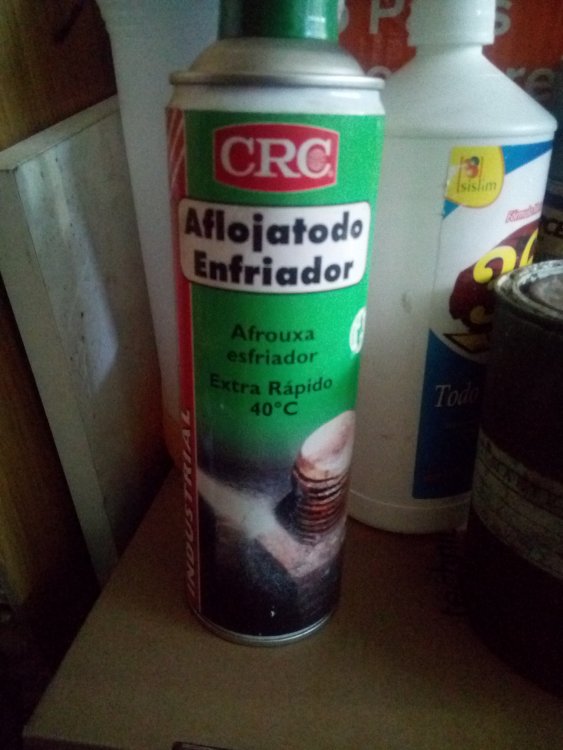 CRC
Aflojatodo
Enfriador
Afrouxa
esfriador
Extra Rápido
40°C
INDUSTRIAL
sislim
Todo